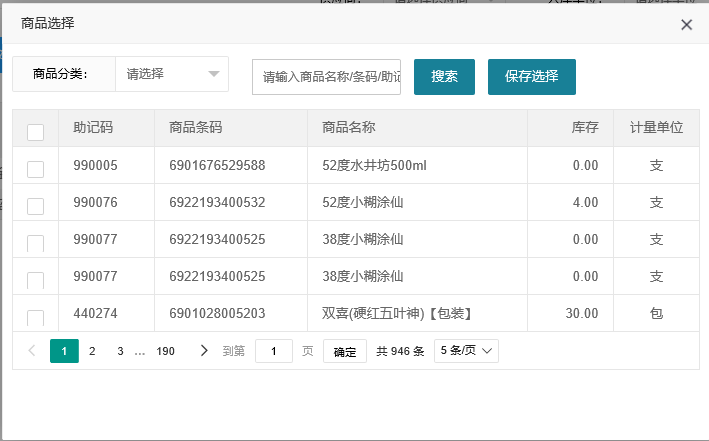 商品选择
商品分类： 请选择 请输入商品名称/条码/助记 搜索 保存选择
助记码 商品条码 商品名称 库存 计量单位
990005 6901676529588 52度水井坊500ml 0.00 支
990076 6922193400532 52度小糊涂仙 4.00 支
990077 6922193400525 38度小糊涂仙 0.00 支
990077 6922193400525 38度小糊涂仙 0.00 支
440274 6901028005203 双喜(硬红五叶神)【包装】 30.00 包
1 2 3 … 190 到第 1 页 确定 共 946 条 5 条/页